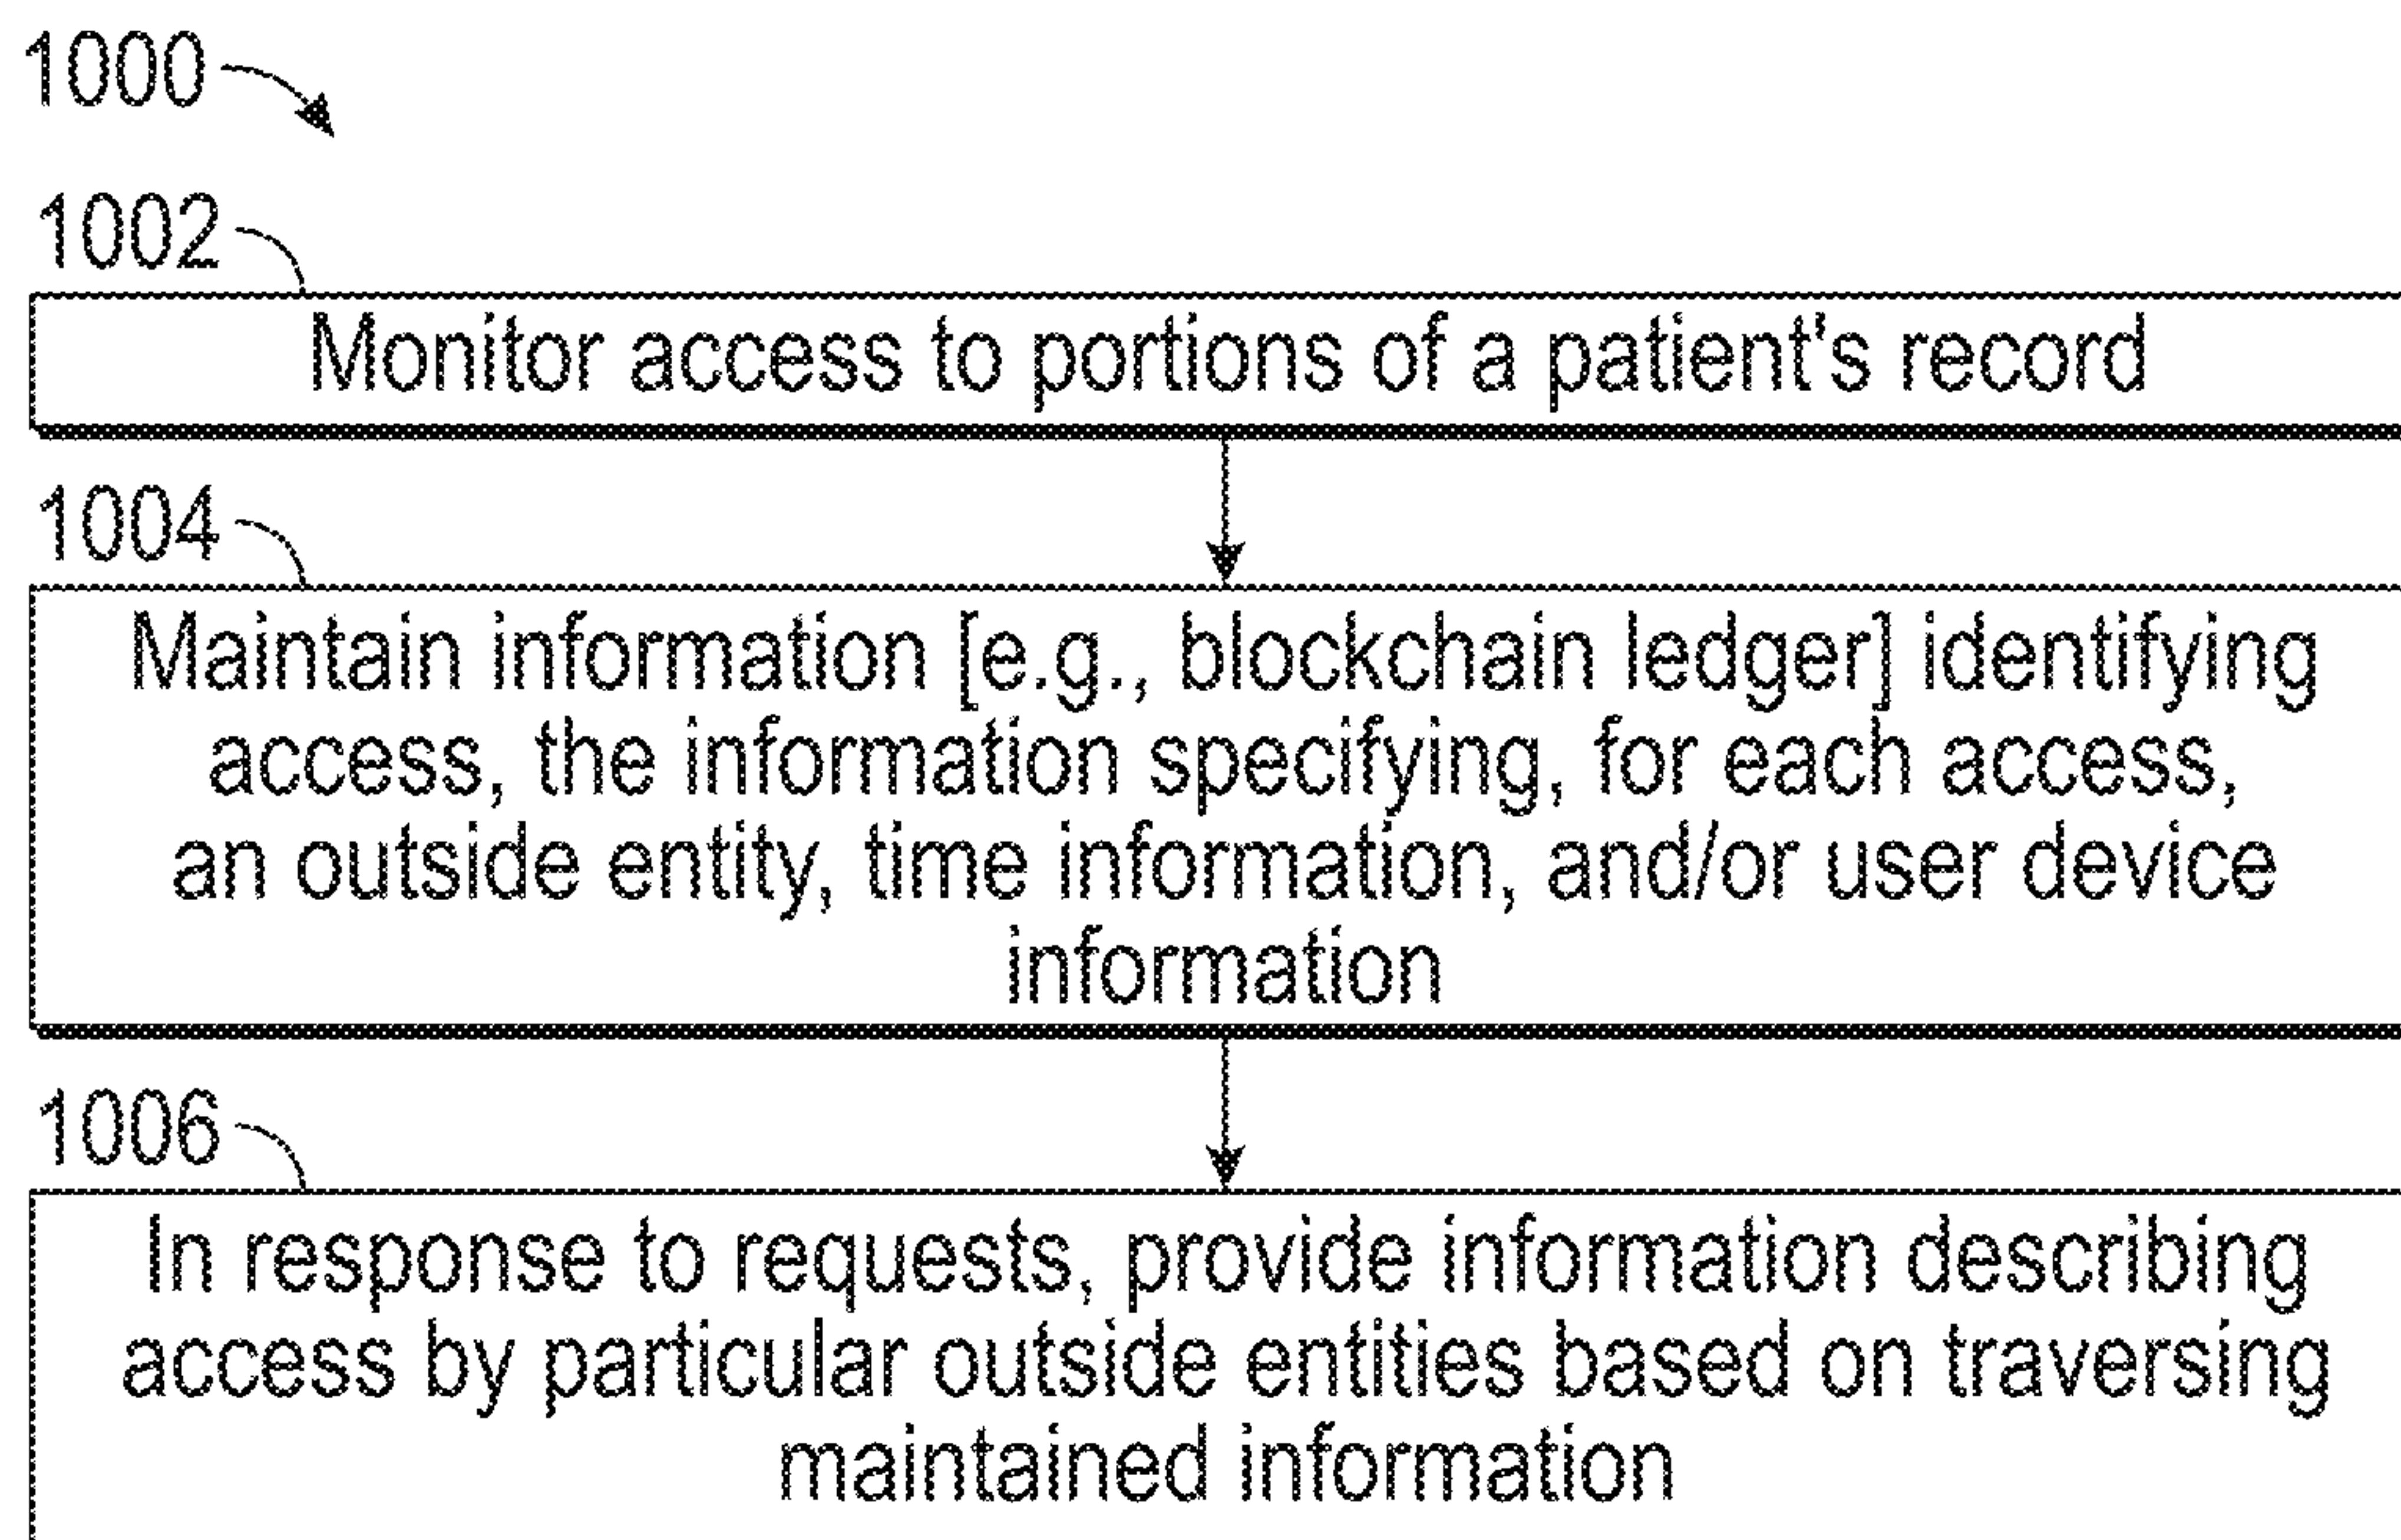 1000
1002
Monitor access to portions of a patient's record
1004
Maintain information [e.g., blockchain ledger] identifying
access, the information specifying, for each access,
an outside entity, time information, and/or user device
information
1006
In response to requests, provide information describing
access by particular outside entities based on traversing
maintained information